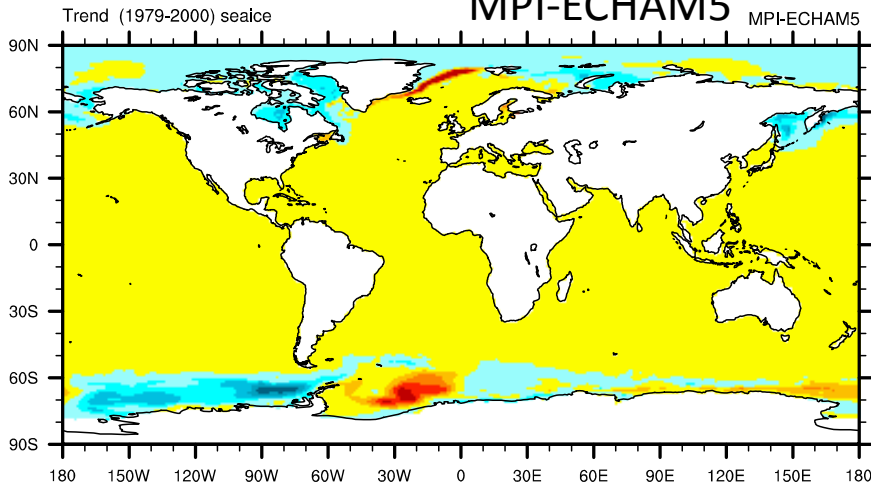 MPI-ECHAM5
Trend (1979-2000) seaice
MPI-ECHAM5
90N
60N
30N
0
30S
60S
90S
180 150W 120W 90W 60W 30W 0 30E 60E 90E 120E 150E 180